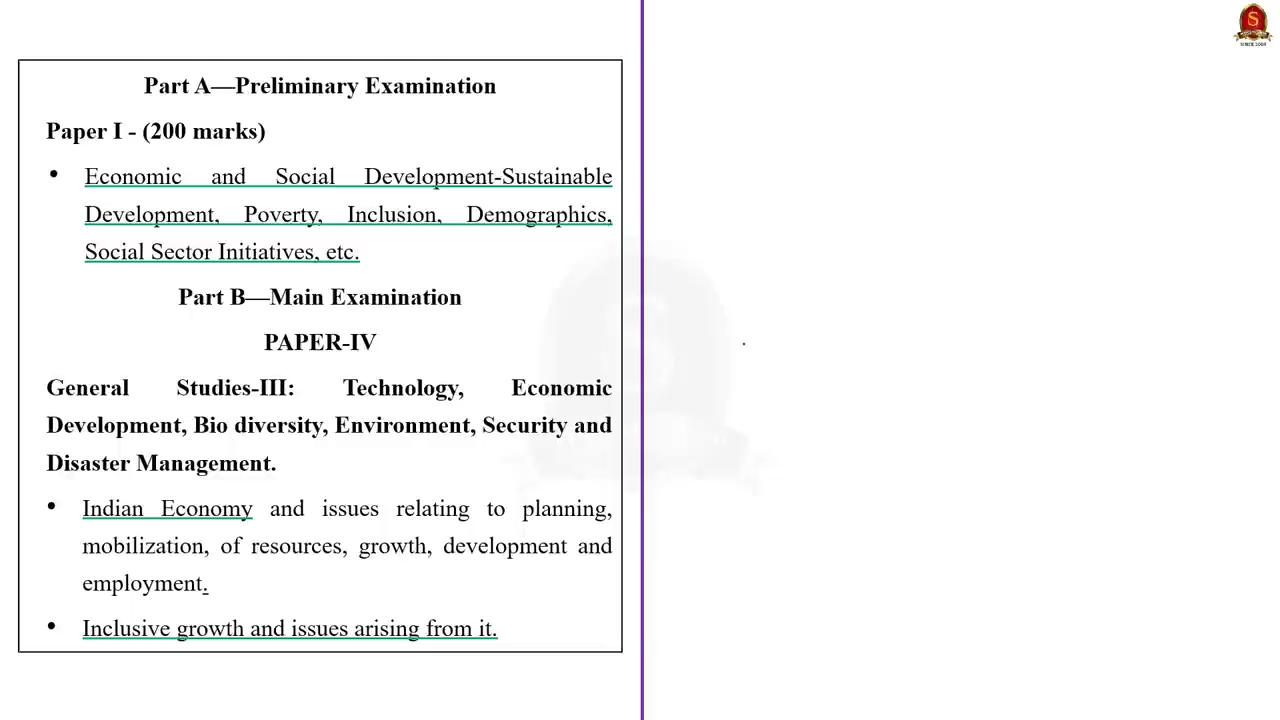 Part A—Preliminary Examination
Paper I - (200 marks)
• Economic and Social Development-Sustainable
Development, Poverty, Inclusion, Demographics,
Social Sector Initiatives, etc.
Part B—Main Examination
PAPER-IV
General Studies-III: Technology, Economic
Development, Bio diversity, Environment, Security and
Disaster Management.
• Indian Economy and issues relating to planning,
mobilization, of resources, growth, development and
employment.
• Inclusive growth and issues arising from it.
S